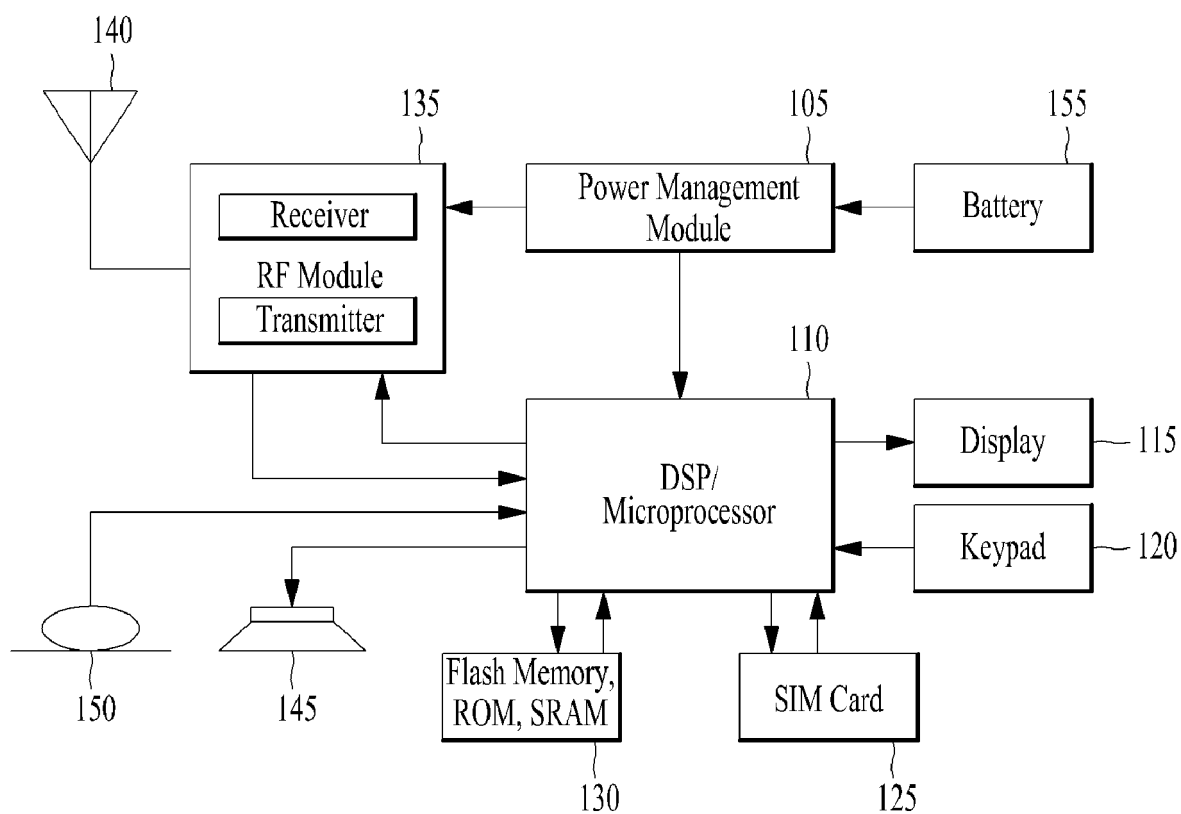 140
135
105
155
Receiver
RF Module
Transmitter
Power Management
Module
Battery
110
DSP/
Microprocessor
Display
115
Keypad
120
150
145
Flash Memory,
ROM, SRAM
SIM Card
130
125